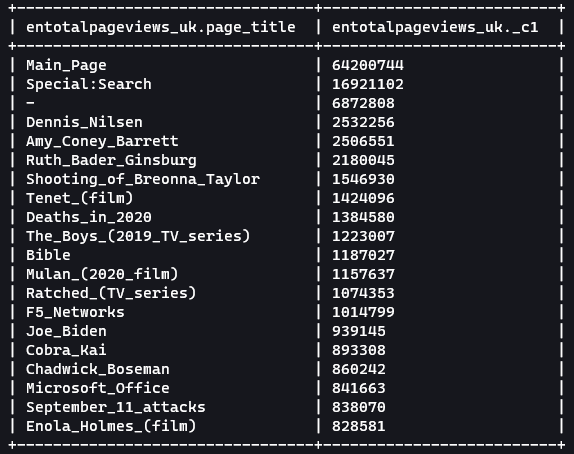 +--------------------------------+-------------------------+
| entotalpageviews_uk.page_title | entotalpageviews_uk._c1 |
+--------------------------------+-------------------------+
| Main_Page | 64200744 |
| Special:Search | 16921102 |
| - | 6872808 |
| Dennis_Nilsen | 2532256 |
| Amy_Coney_Barrett | 2506551 |
| Ruth_Bader_Ginsburg | 2180045 |
| Shooting_of_Breonna_Taylor | 1546930 |
| Tenet_(film) | 1424096 |
| Deaths_in_2020 | 1384580 |
| The_Boys_(2019_TV_series) | 1223007 |
| Bible | 1187027 |
| Mulan_(2020_film) | 1157637 |
| Ratched_(TV_series) | 1074353 |
| F5_Networks | 1014799 |
| Joe_Biden | 939145 |
| Cobra_Kai | 893308 |
| Chadwick_Boseman | 860242 |
| Microsoft_Office | 841663 |
| September_11_attacks | 838070 |
| Enola_Holmes_(film) | 828581 |
+--------------------------------+-------------------------+